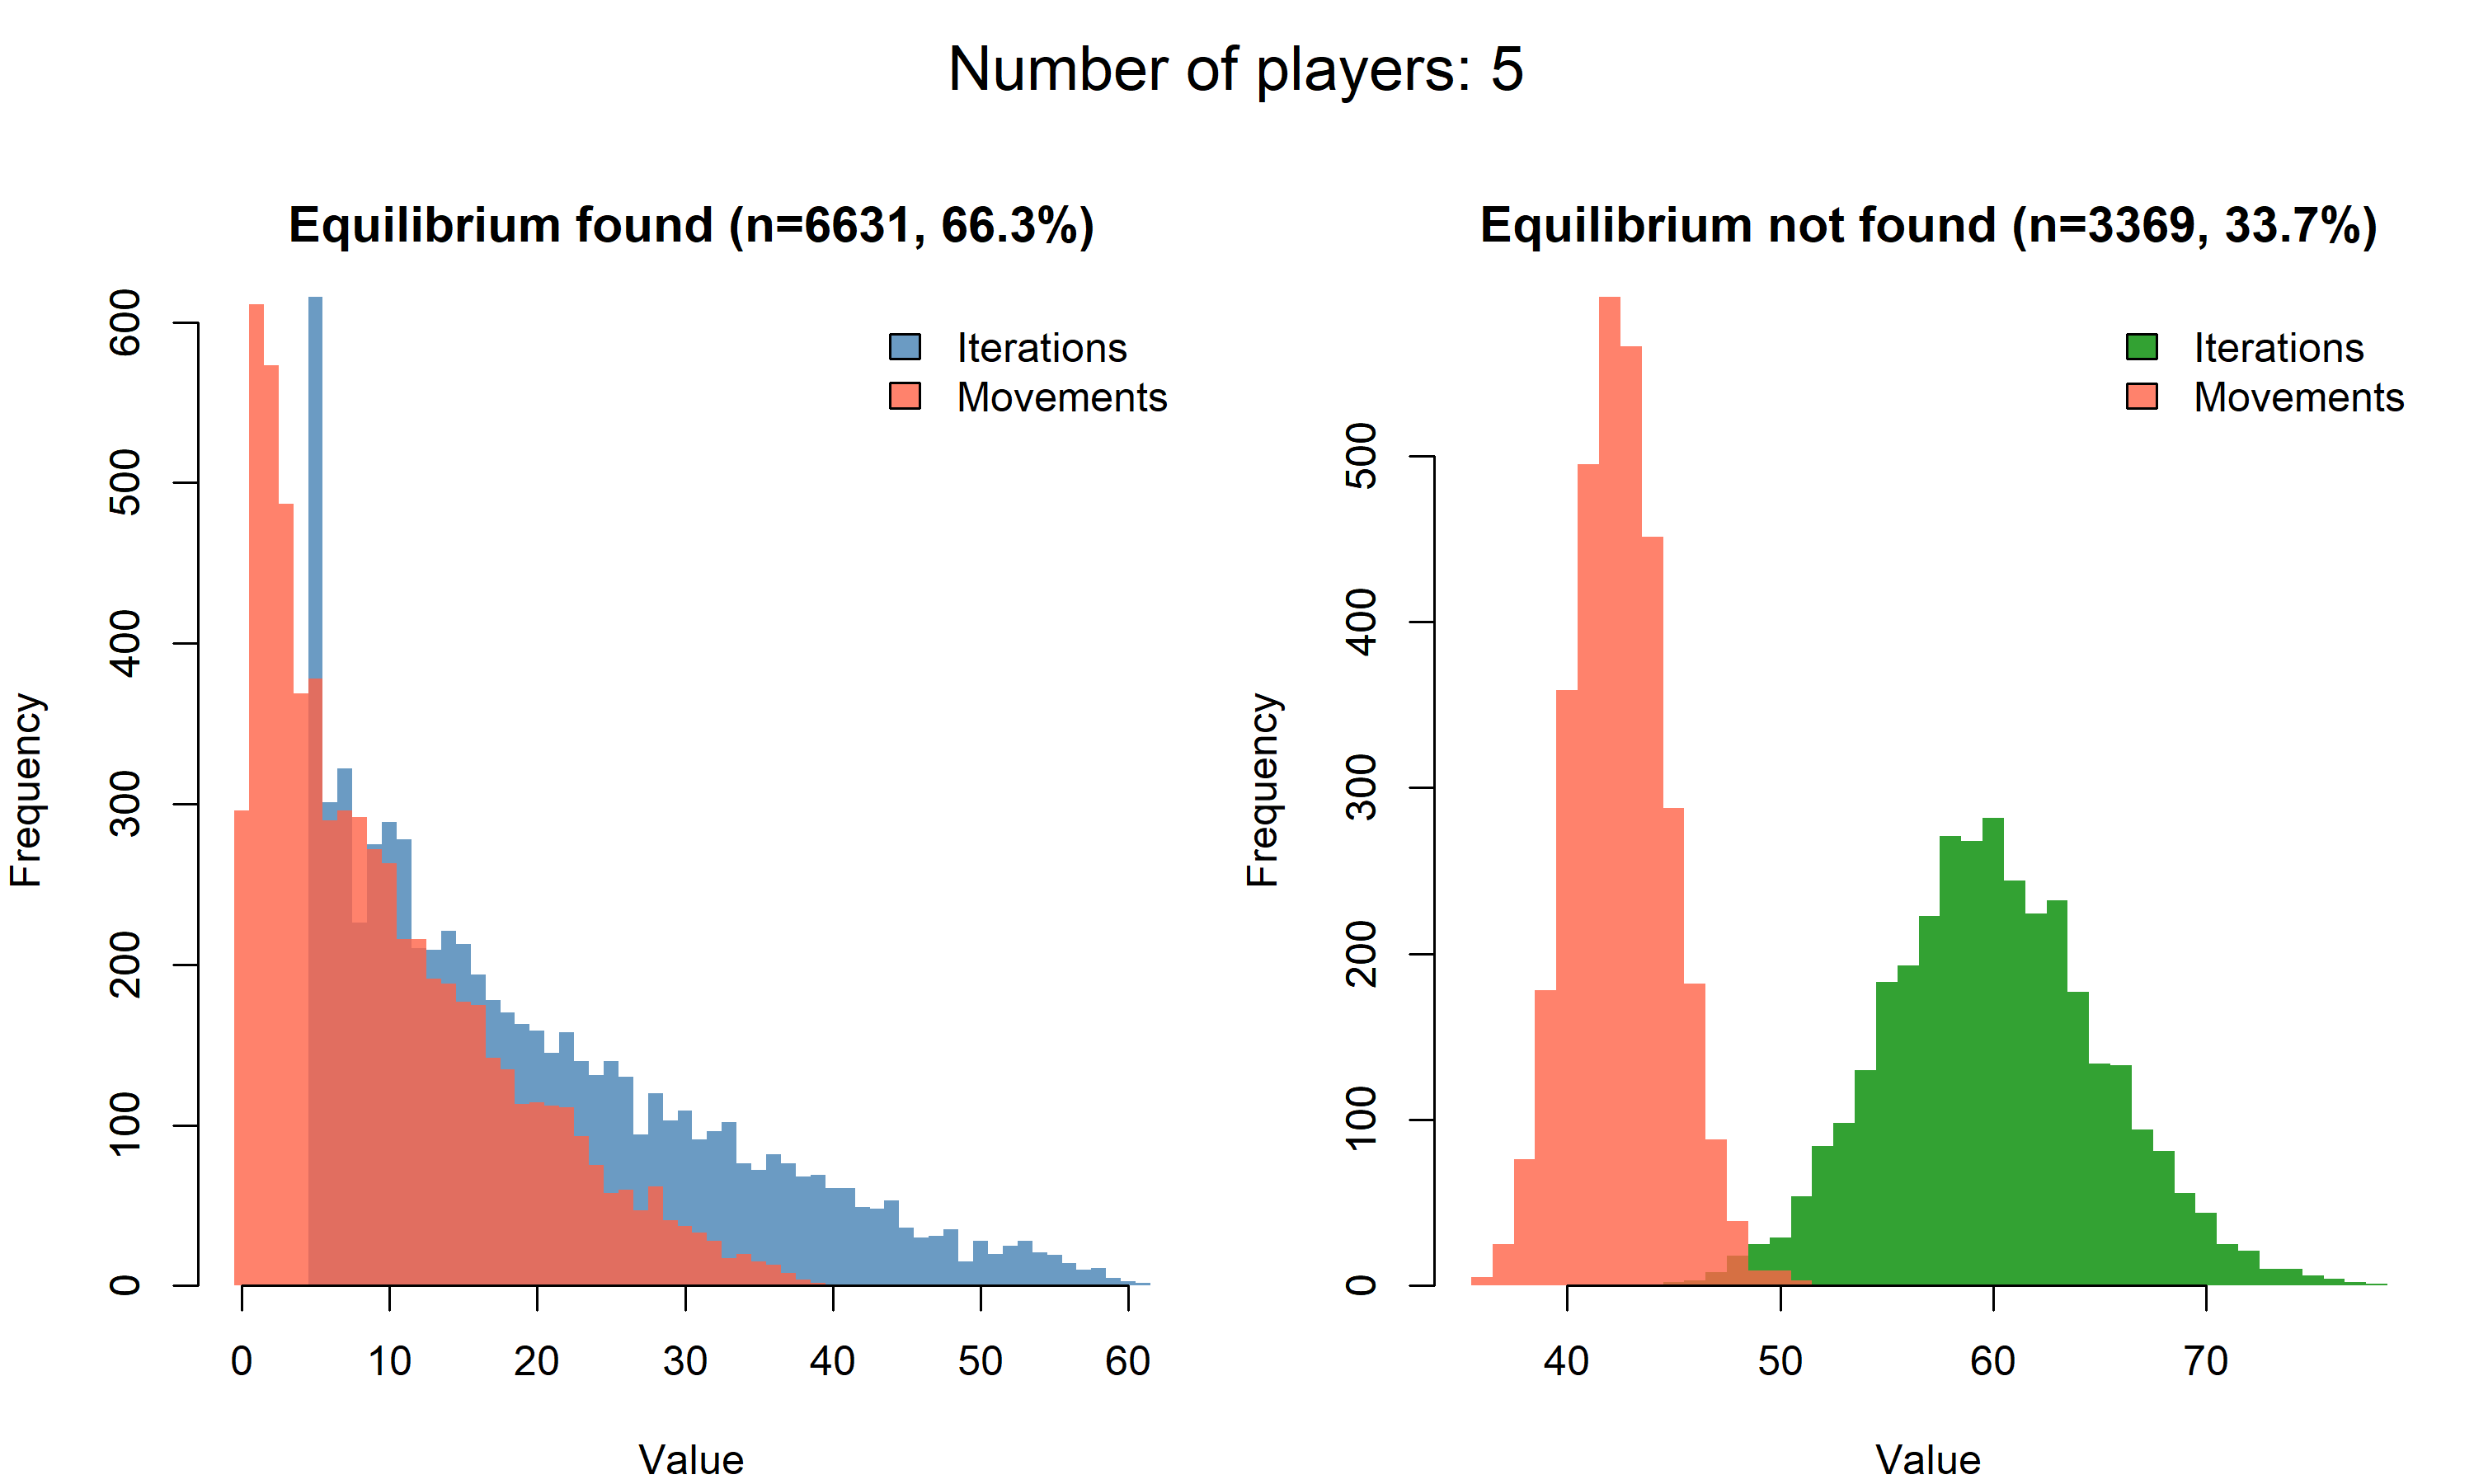 Number of players: 5
Equilibrium found (n=6631, 66.3%)
Iterations
Movements
Frequency
0
100
200
300
400
500
600
0 10 20 30 40 50 60
Value
Equilibrium not found (n=3369, 33.7%)
Iterations
Movements
Frequency
0
100
200
300
400
500
40 50 60 70
Value